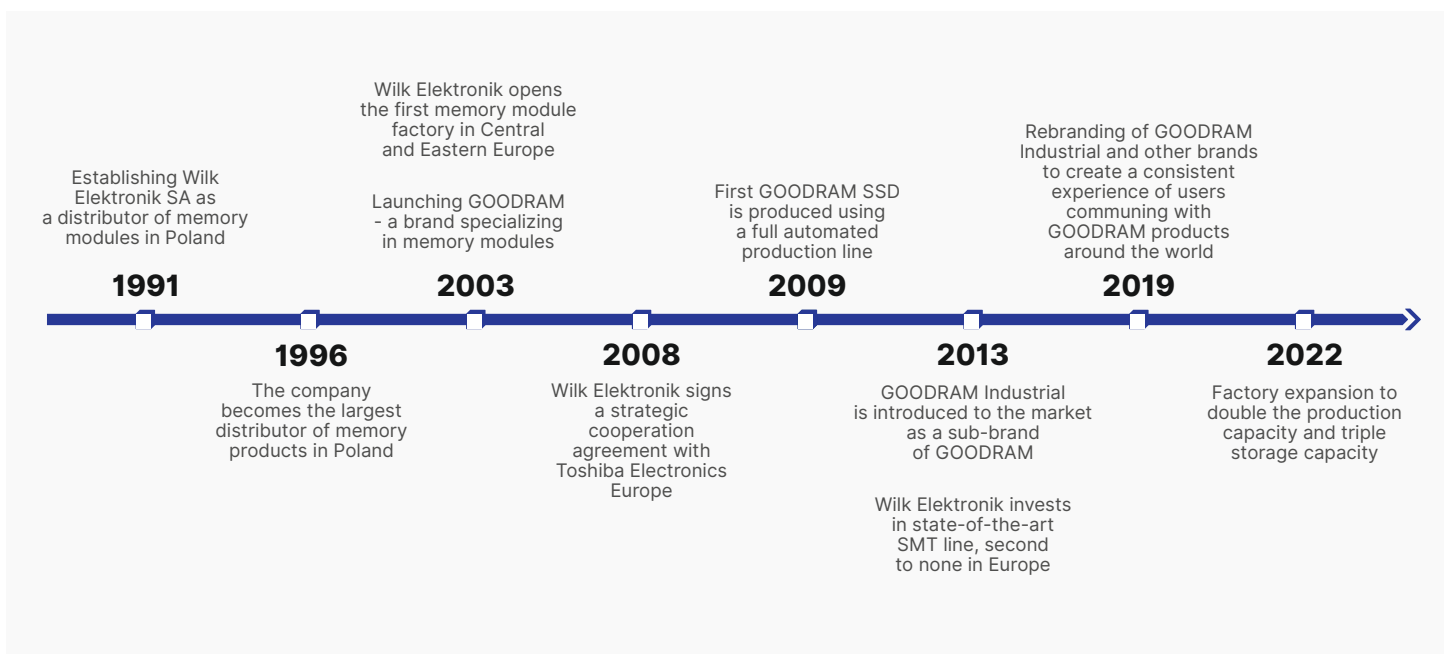 Establishing Wilk
Elektronik SA as
a distributor of memory
modules in Poland
1991
The company
becomes the largest
distributor of memory
products in Poland
1996
Wilk Elektronik opens
the first memory module
factory in Central
and Eastern Europe
Launching GOODRAM
- a brand specializing
in memory modules
2003
2008
Wilk Elektronik signs
a strategic
cooperation
agreement with
Toshiba Electronics
Europe
First GOODRAM SSD
is produced using
a full automated
production line
2009
2013
GOODRAM Industrial
is introduced to the market
as a sub-brand
of GOODRAM
Wilk Elektronik invests
in state-of-the-art
SMT line, second
to none in Europe
Rebranding of GOODRAM
Industrial and other brands
to create a consistent
experience of users
communing with
GOODRAM products
around the world
2019
2022
Factory expansion to
double the production
capacity and triple
storage capacity